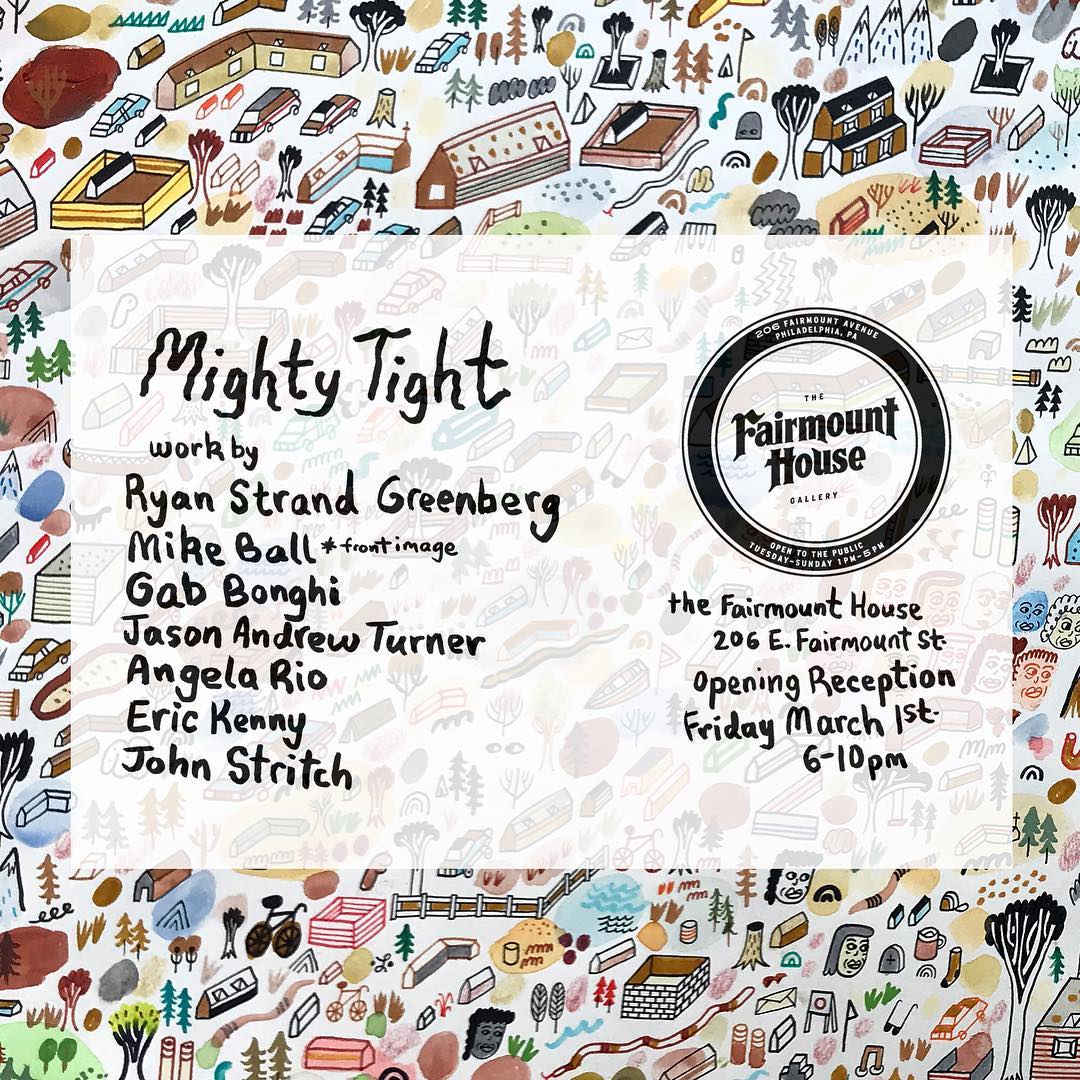 Mighty Tight
work by
Ryan Strand Greenberg
Mike Ball *front image
Gab Bonghi
Jason Andrew Turner
Angela Rio
Eric Kenny
John Stritch
206 FAIRMOUNT AVENUE
PHILADELPHIA, PA
THE
Fairmount
House
GALLERY
OPEN TO THE PUBLIC
TUESDAY-SUNDAY 1PM-5PM
the Fairmount House
206 E. Fairmount St.
Opening Reception
Friday March 1st.
6-10pm